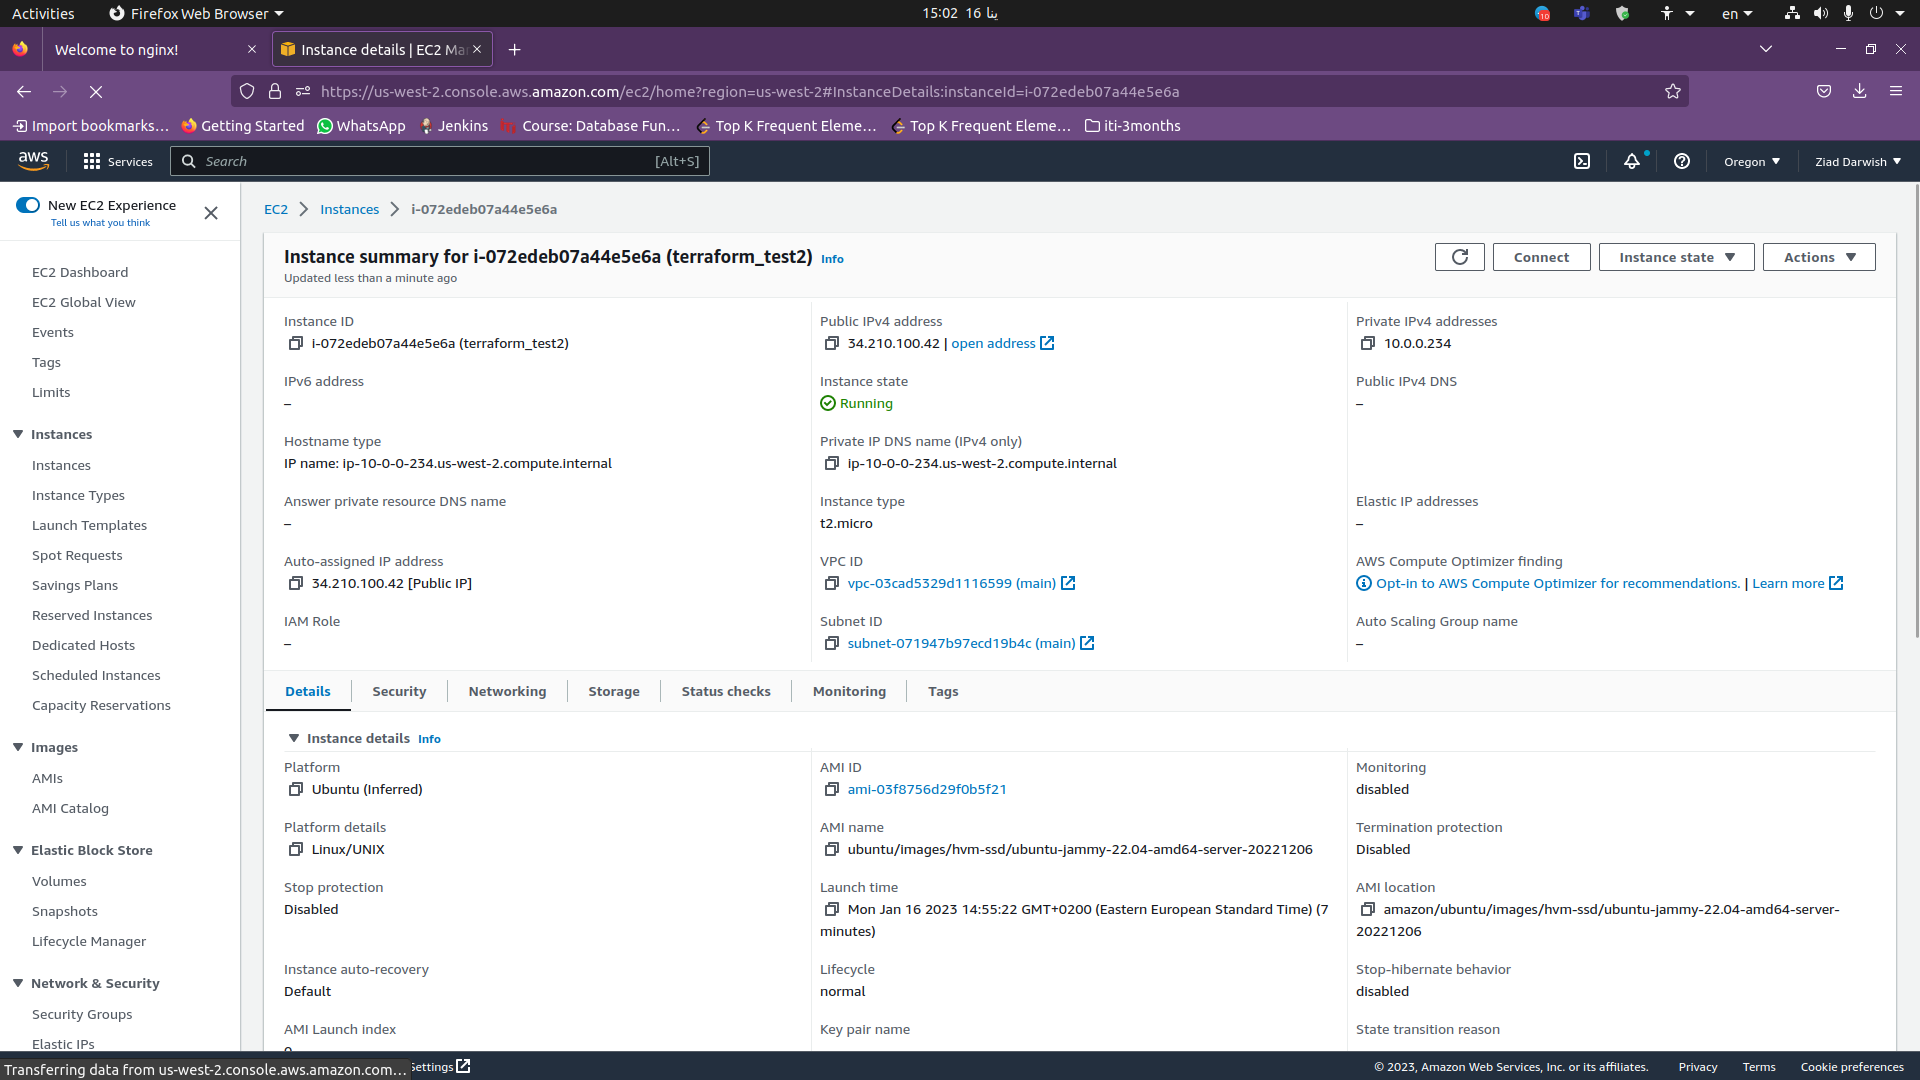 Activities
Firefox Web Browser
15:02 16 ينا
10
en
Welcome to nginx!
Instance details | EC2 Ma
https://us-west-2.console.aws.amazon.com/ec2/home?region=us-west-2#InstanceDetails:instanceId=i-072edeb07a44e5e6a
Import bookmarks…
Getting Started
WhatsApp
Jenkins
Course: Database Fun…
Top K Frequent Eleme…
Top K Frequent Eleme…
iti-3months
aws
Services
Search
[Alt+S]
Oregon
Ziad Darwish
New EC2 Experience
Tell us what you think
EC2 Dashboard
EC2 Global View
Events
Tags
Limits
Instances
Instances
Instance Types
Launch Templates
Spot Requests
Savings Plans
Reserved Instances
Dedicated Hosts
Scheduled Instances
Capacity Reservations
Images
AMIs
AMI Catalog
Elastic Block Store
Volumes
Snapshots
Lifecycle Manager
Network & Security
Security Groups
Elastic IPs
EC2
Instances
i-072edeb07a44e5e6a
Instance summary for i-072edeb07a44e5e6a (terraform_test2) Info
Updated less than a minute ago
Connect
Instance state
Actions
Instance ID
i-072edeb07a44e5e6a (terraform_test2)
Public IPv4 address
34.210.100.42 | open address
Private IPv4 addresses
10.0.0.234
IPv6 address
–
Instance state
Running
Public IPv4 DNS
–
Hostname type
IP name: ip-10-0-0-234.us-west-2.compute.internal
Private IP DNS name (IPv4 only)
ip-10-0-0-234.us-west-2.compute.internal
Answer private resource DNS name
–
Instance type
t2.micro
Elastic IP addresses
–
Auto-assigned IP address
34.210.100.42 [Public IP]
VPC ID
vpc-03cad5329d1116599 (main)
AWS Compute Optimizer finding
Opt-in to AWS Compute Optimizer for recommendations. | Learn more
IAM Role
–
Subnet ID
subnet-071947b97ecd19b4c (main)
Auto Scaling Group name
–
Details
Security
Networking
Storage
Status checks
Monitoring
Tags
Instance details Info
Platform
Ubuntu (Inferred)
AMI ID
ami-03f8756d29f0b5f21
Monitoring
disabled
Platform details
Linux/UNIX
AMI name
ubuntu/images/hvm-ssd/ubuntu-jammy-22.04-amd64-server-20221206
Termination protection
Disabled
Stop protection
Disabled
Launch time
Mon Jan 16 2023 14:55:22 GMT+0200 (Eastern European Standard Time) (7
minutes)
AMI location
amazon/ubuntu/images/hvm-ssd/ubuntu-jammy-22.04-amd64-server-
20221206
Instance auto-recovery
Default
Lifecycle
normal
Stop-hibernate behavior
disabled
AMI Launch index
Key pair name
State transition reason
Transferring data from us-west-2.console.aws.amazon.com…
ettings
© 2023, Amazon Web Services, Inc. or its affiliates.
Privacy
Terms
Cookie preferences